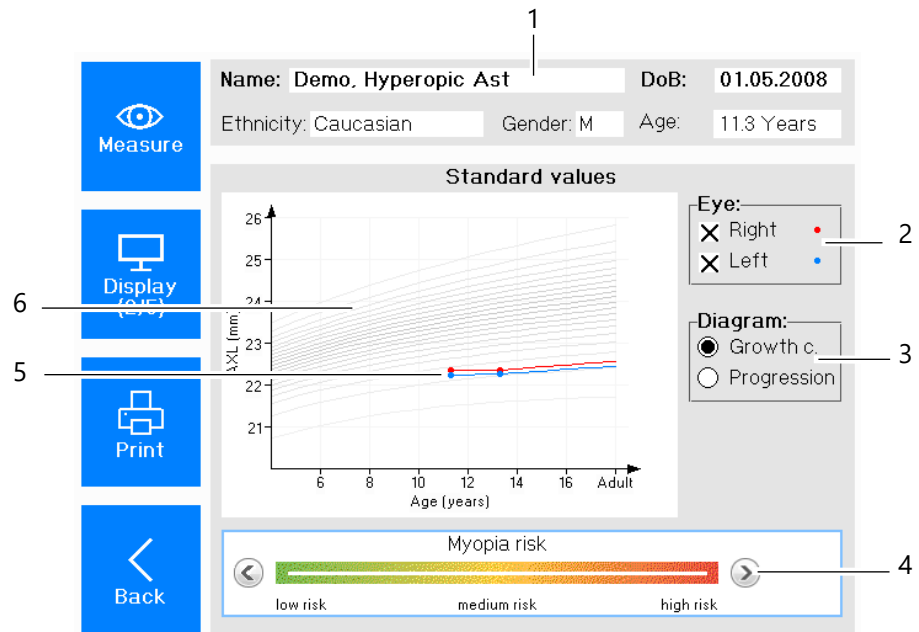 1
Name: Demo, Hyperopic Ast DoB: 01.05.2008
Ethnicity: Caucasian Gender: M Age: 11.3 Years
Measure
Display
(2/5)
Print
Back
Standard values
26
25
24
23
22
21
AXL (mm)
6 8 10 12 14 16 Adult
Age (years)
Eye:
Right
Left
2
Diagram:
Growth c.
Progression
3
6
5
Myopia risk
low risk medium risk high risk
4